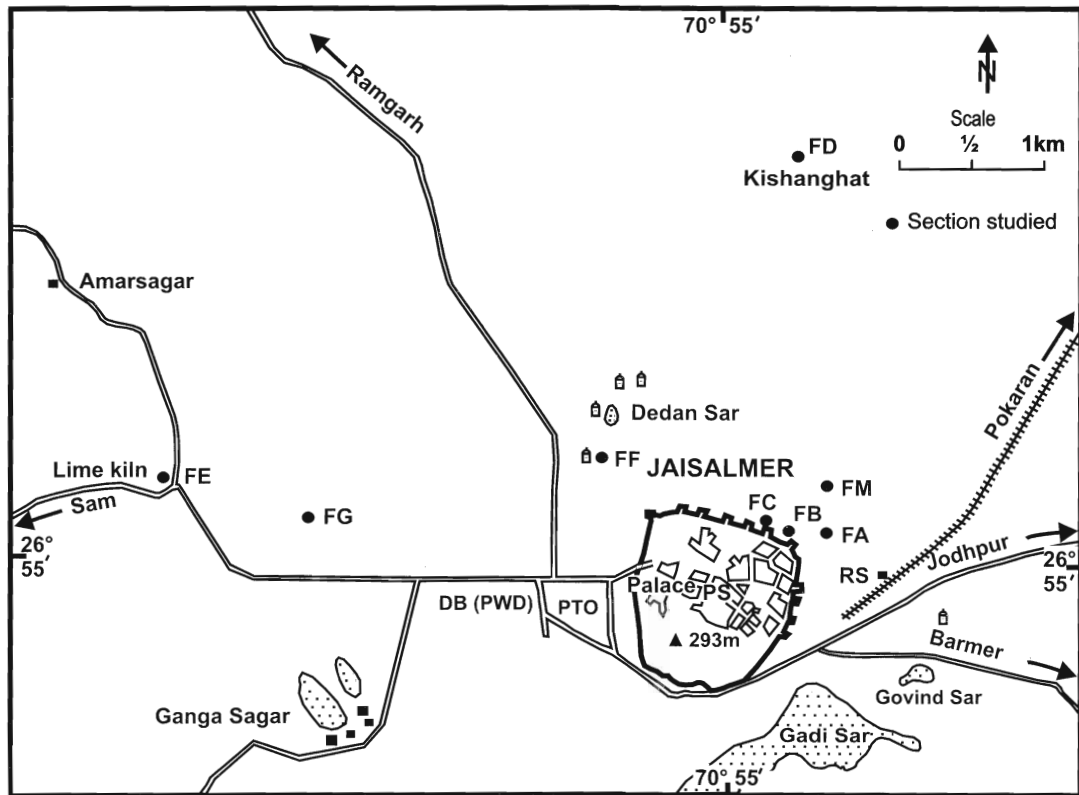 70° 55′
N
Scale
0 ½ 1km
Ramgarh
FD
Kishanghat
Section studied
Amarsagar
Pokaran
Dedan Sar
Lime kiln
FE
FF
JAISALMER
Sam
FG
FC
FB
FM
FA
26°
55′
RS
Jodhpur
26°
55′
DB (PWD)
PTO
Palace
PS
293m
Barmer
Ganga Sagar
Govind Sar
Gadi Sar
70° 55′